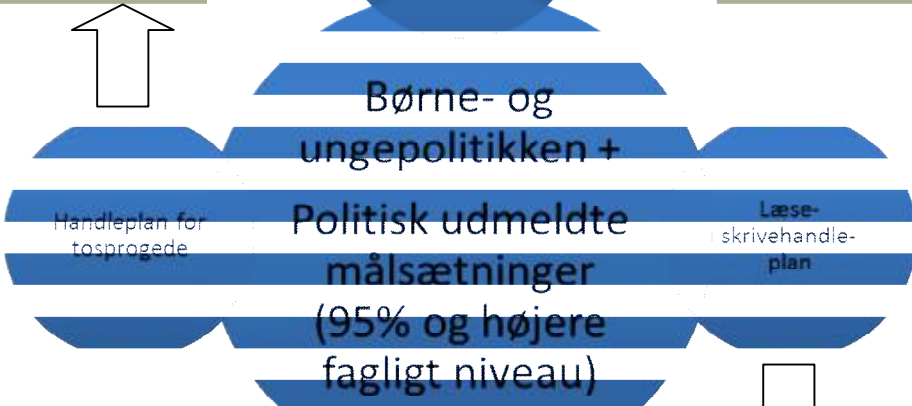 Børne- og
ungepolitikken +
Politisk udmeldte
målsætninger
(95% og højere
fagligt niveau)
Handleplan for
tosprogede
Læse-
skrivehandle-
plan